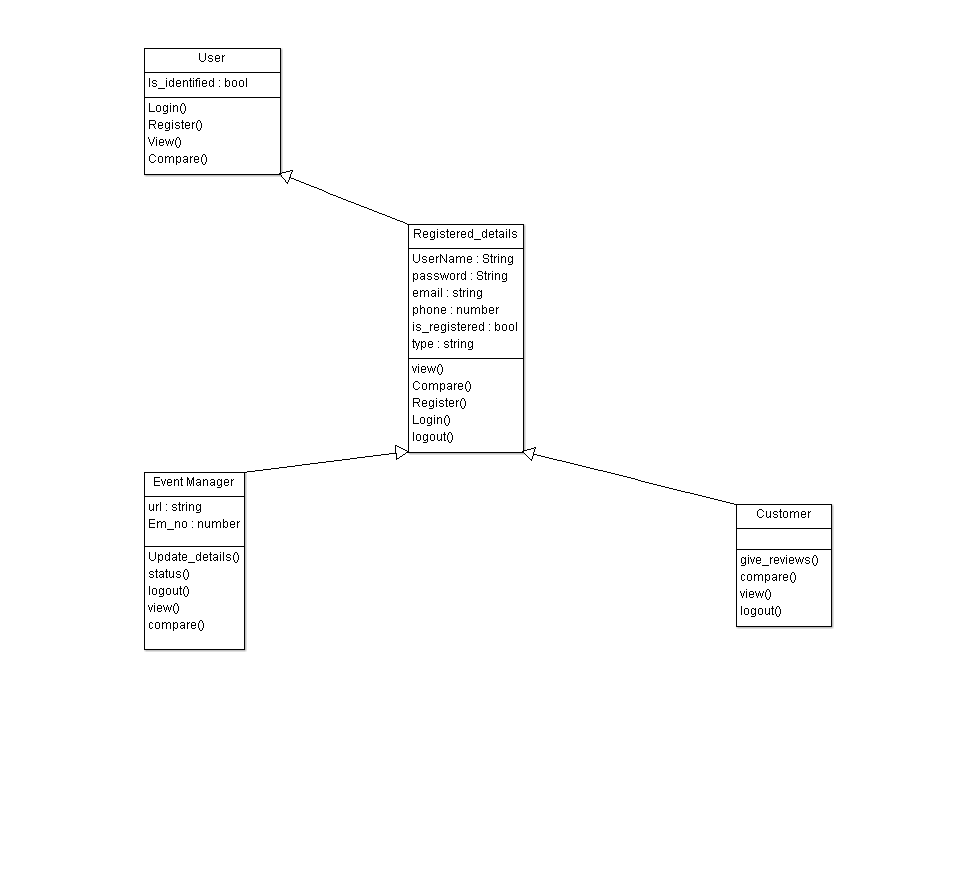 User
Is_identified : bool
Login()
Register()
View()
Compare()
Registered_details
UserName : String
password : String
email : string
phone : number
is_registered : bool
type : string
view()
Compare()
Register()
Login()
logout()
Event Manager
url : string
Em_no : number
Update_details()
status()
logout()
view()
compare()
Customer
give_reviews()
compare()
view()
logout()